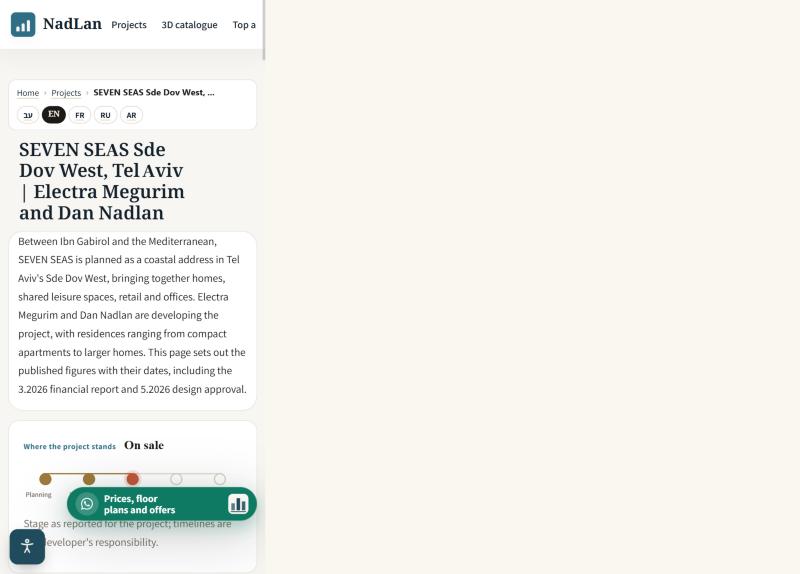 NadLan Projects 3D catalogue Top a
Home › Projects › SEVEN SEAS Sde Dov West, ...
עב EN FR RU AR
SEVEN SEAS Sde
Dov West, Tel Aviv
| Electra Megurim
and Dan Nadlan
Between Ibn Gabirol and the Mediterranean,
SEVEN SEAS is planned as a coastal address in Tel
Aviv's Sde Dov West, bringing together homes,
shared leisure spaces, retail and offices. Electra
Megurim and Dan Nadlan are developing the
project, with residences ranging from compact
apartments to larger homes. This page sets out the
published figures with their dates, including the
3.2026 financial report and 5.2026 design approval.
Where the project stands On sale
Planning
Prices, floor
plans and offers
Stage as reported for the project; timelines are
developer's responsibility.